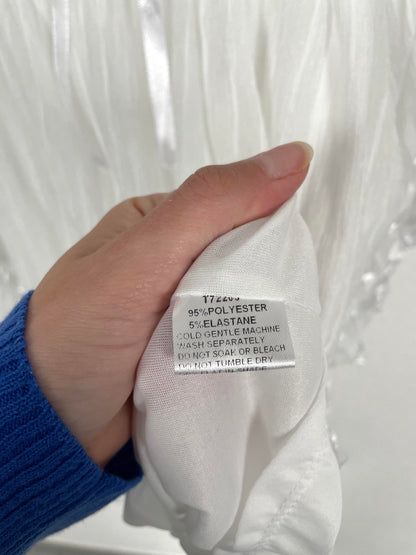 95%POLYESTER
5%ELASTANE
COLD GENTLE MACHINE
WASH SEPARATELY
DO NOT SOAK OR BLEACH
DO NOT TUMBLE DRY